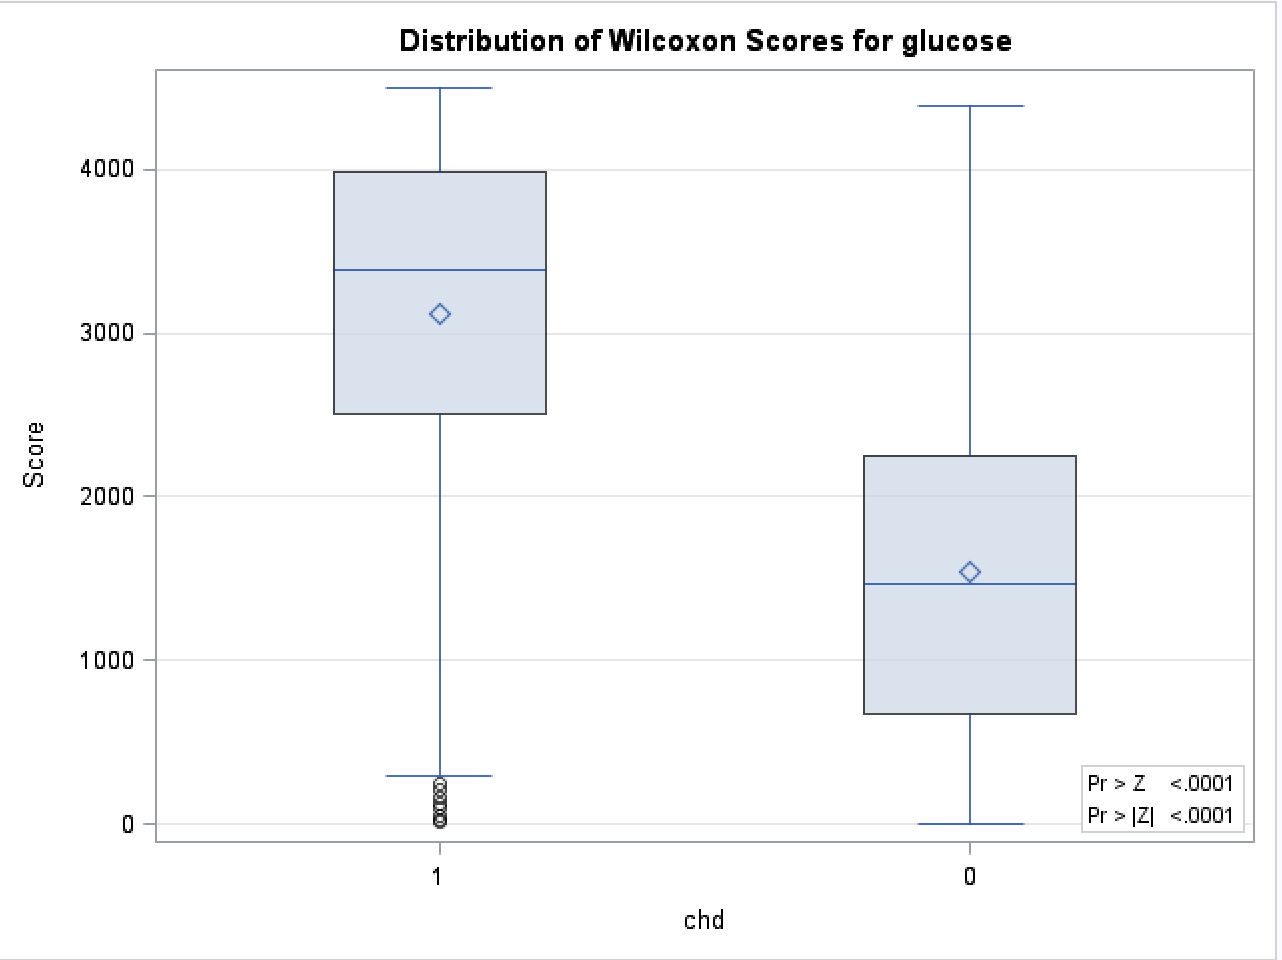 Distribution of Wilcoxon Scores for glucose
4000
3000
2000
1000
0
Score
Pr > Z <.0001
Pr > |Z| <.0001
1 0
chd